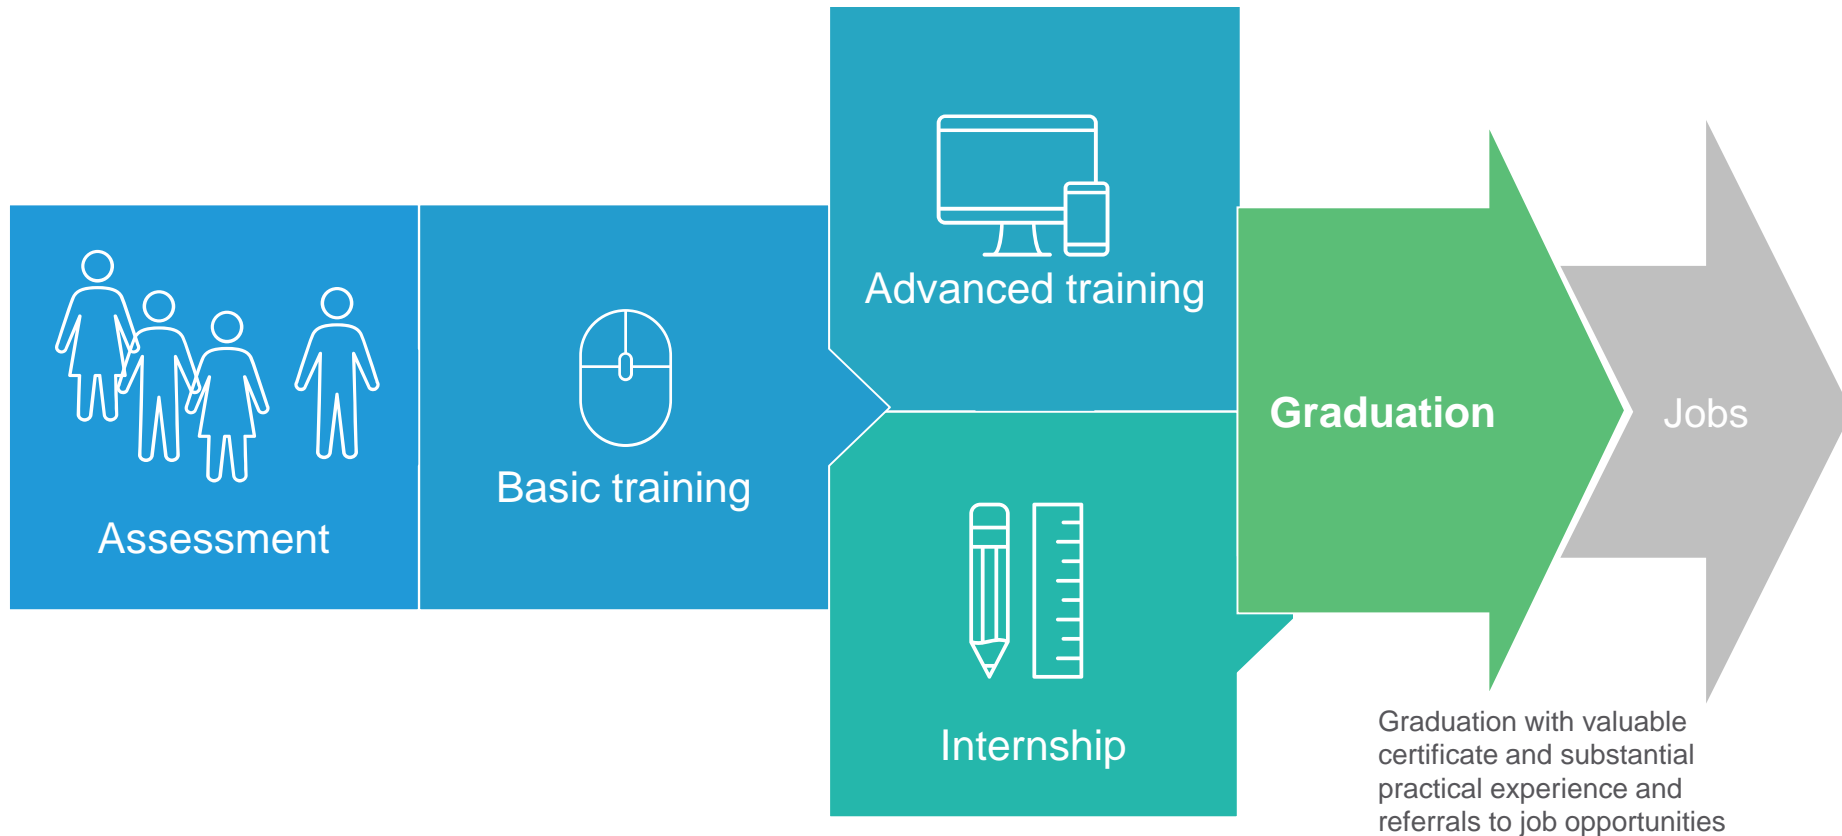 Assessment
Basic training
Advanced training
Internship
Graduation
Jobs
Graduation with valuable
certificate and substantial
practical experience and
referrals to job opportunities